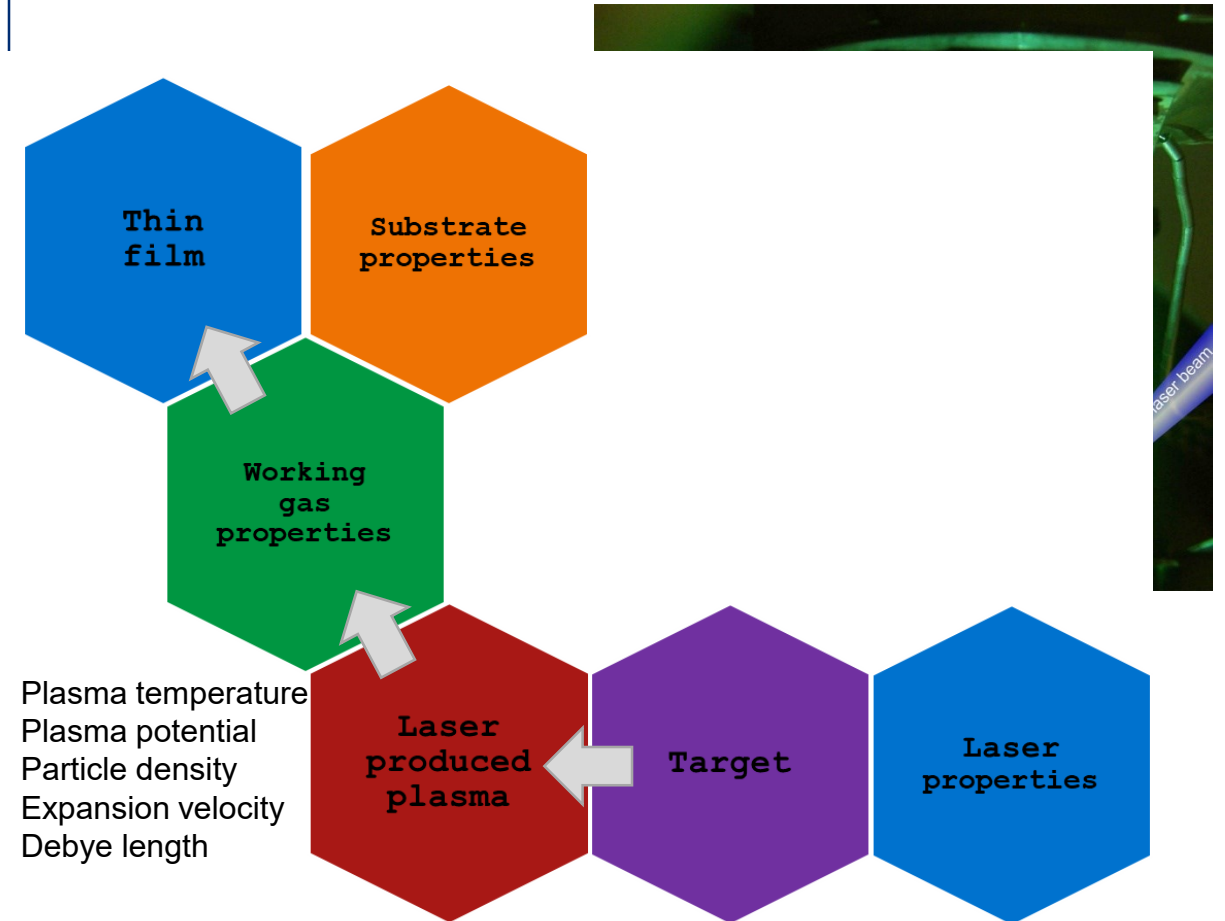 Thin
film
Substrate
properties
laser beam
Working
gas
properties
Plasma temperature
Plasma potential
Particle density
Expansion velocity
Debye length
Laser
produced
plasma
Target
Laser
properties